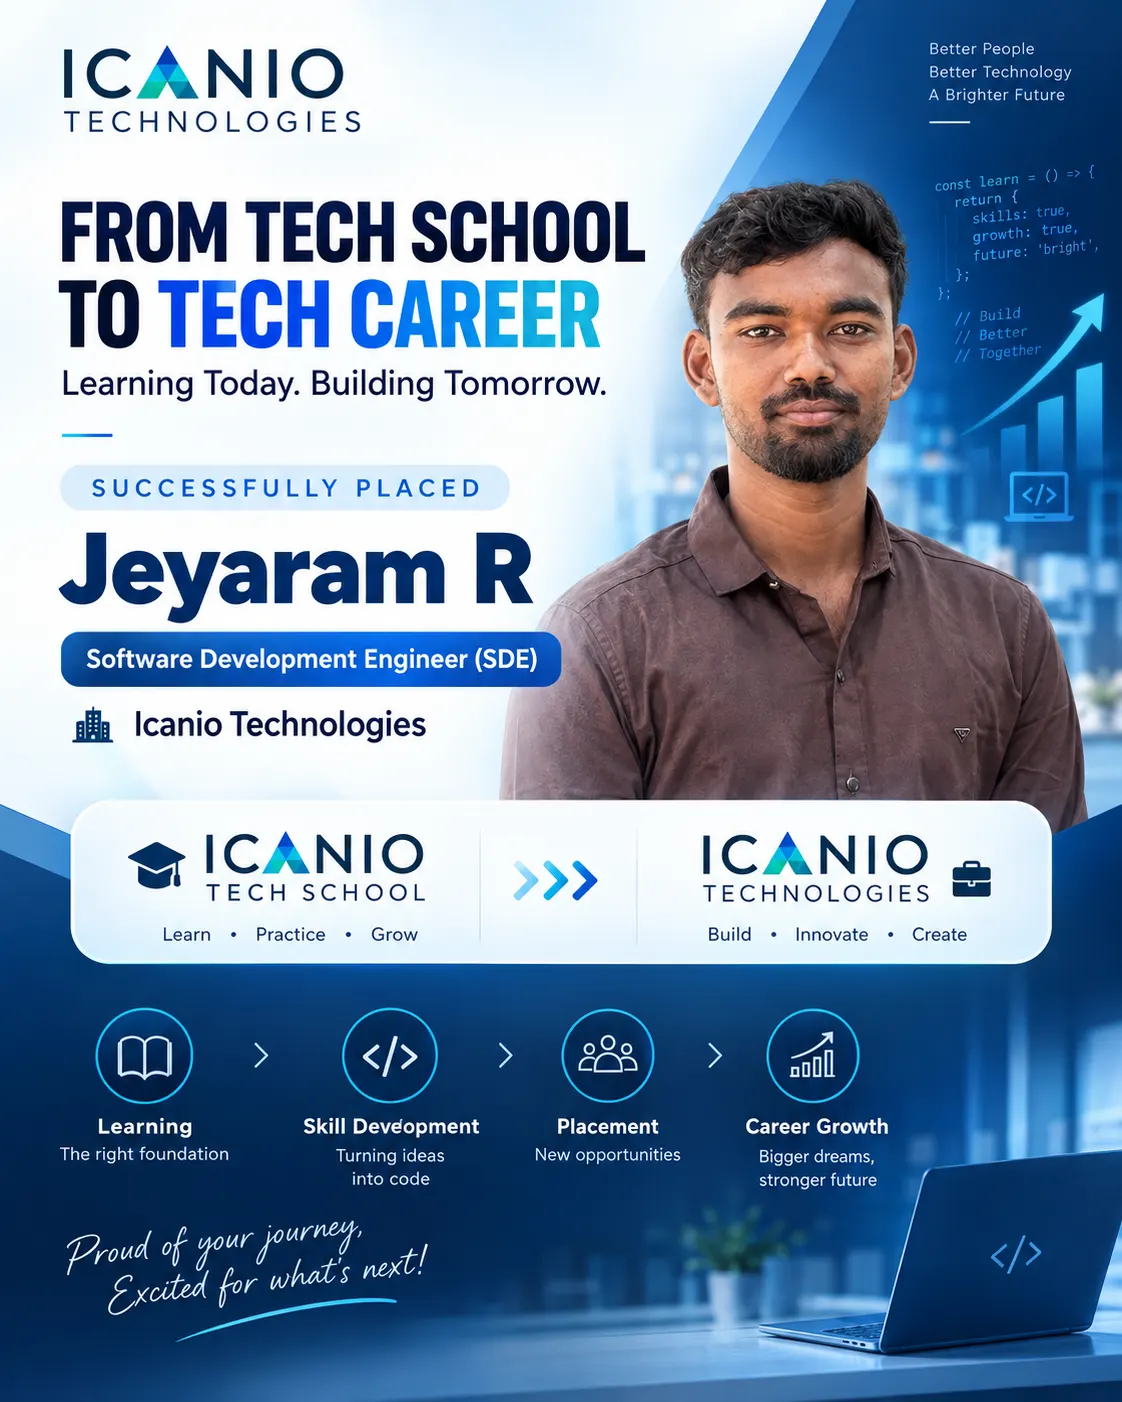 ICANIO
TECHNOLOGIES
Better People
Better Technology
A Brighter Future
FROM TECH SCHOOL
TO TECH CAREER
Learning Today. Building Tomorrow.
const learn = () => {
return {
skills: true,
growth: true,
future: 'bright',
};
};
// Build
// Better
// Together
</>
SUCCESSFULLY PLACED
Jeyaram R
Software Development Engineer (SDE)
Icanio Technologies
ICANIO
TECH SCHOOL
Learn • Practice • Grow
ICANIO
TECHNOLOGIES
Build • Innovate • Create
</>
Learning
The right foundation
Skill Development
Turning ideas
into code
Placement
New opportunities
Career Growth
Bigger dreams,
stronger future
Proud of your journey,
Excited for what's next!
</>